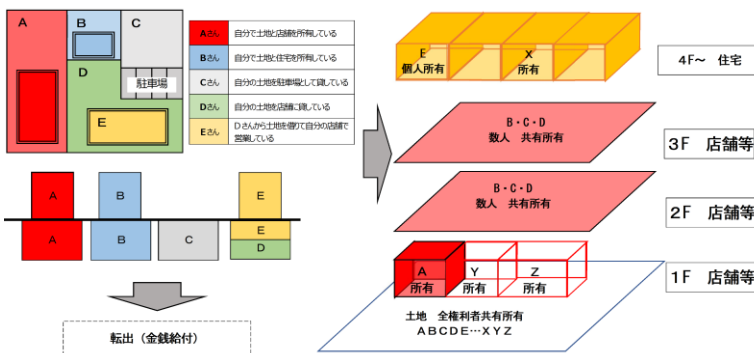 A
B
C
D
駐車場
E
Aさん 自分で土地と店舗を所有している
Bさん 自分で土地と住宅を所有している
Cさん 自分の土地を駐車場として貸している
Dさん 自分の土地を店舗に貸している
Eさん Dさんから土地を借りて自分の店舗で
営業している
A
B
E
A
B
C
E
D
転出（金銭給付）
E
個人所有
X
所有
4F～ 住宅
B・C・D
数人 共有所有
3F 店舗等
B・C・D
数人 共有所有
2F 店舗等
A
所有
Y
所有
Z
所有
1F 店舗等
土地 全権利者共有所有
ABCDE…XYZ